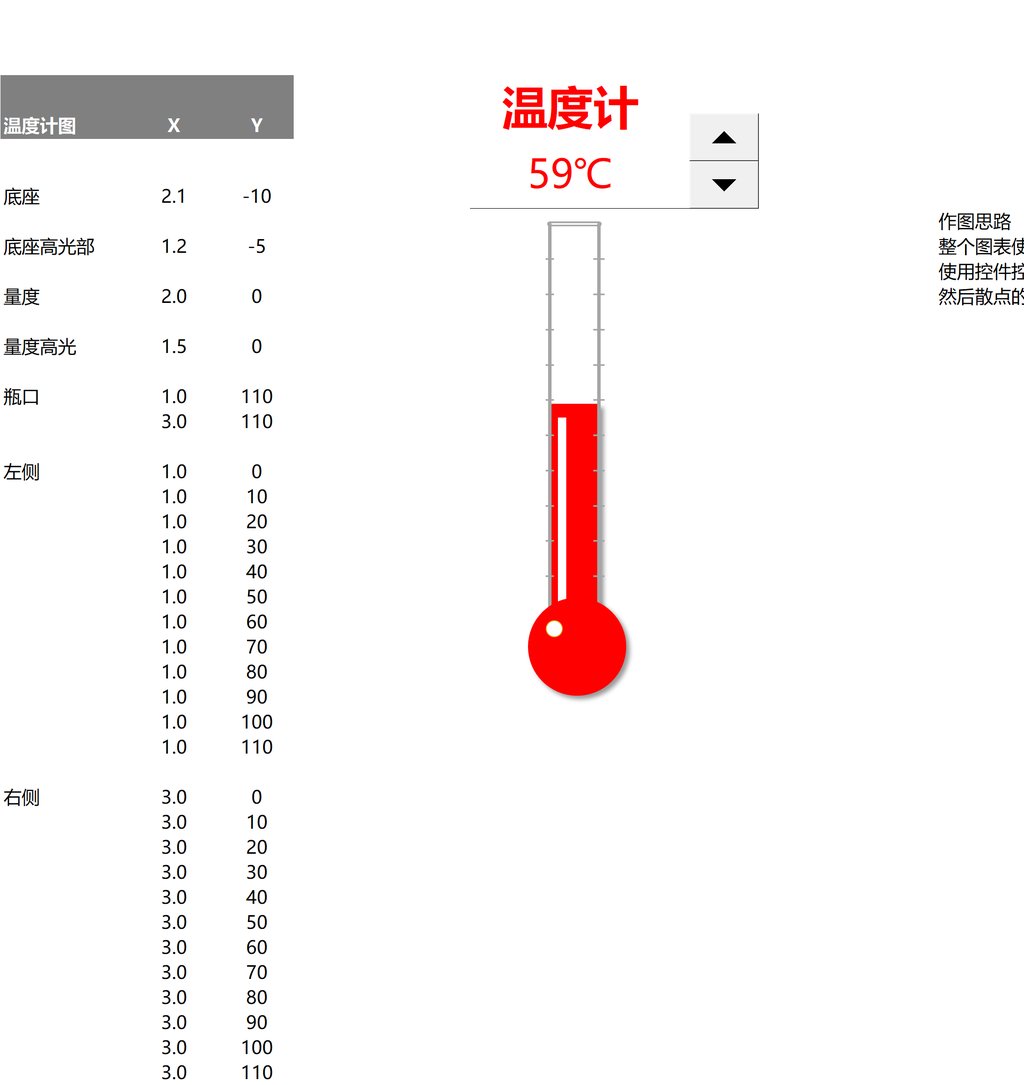 温度计图 X Y
底座 2.1 -10
底座高光部 1.2 -5
量度 2.0 0
量度高光 1.5 0
瓶口 1.0 110
3.0 110
左侧 1.0 0
1.0 10
1.0 20
1.0 30
1.0 40
1.0 50
1.0 60
1.0 70
1.0 80
1.0 90
1.0 100
1.0 110
右侧 3.0 0
3.0 10
3.0 20
3.0 30
3.0 40
3.0 50
3.0 60
3.0 70
3.0 80
3.0 90
3.0 100
3.0 110
温度计
59℃
作图思路
整个图表使
使用控件控
然后散点的